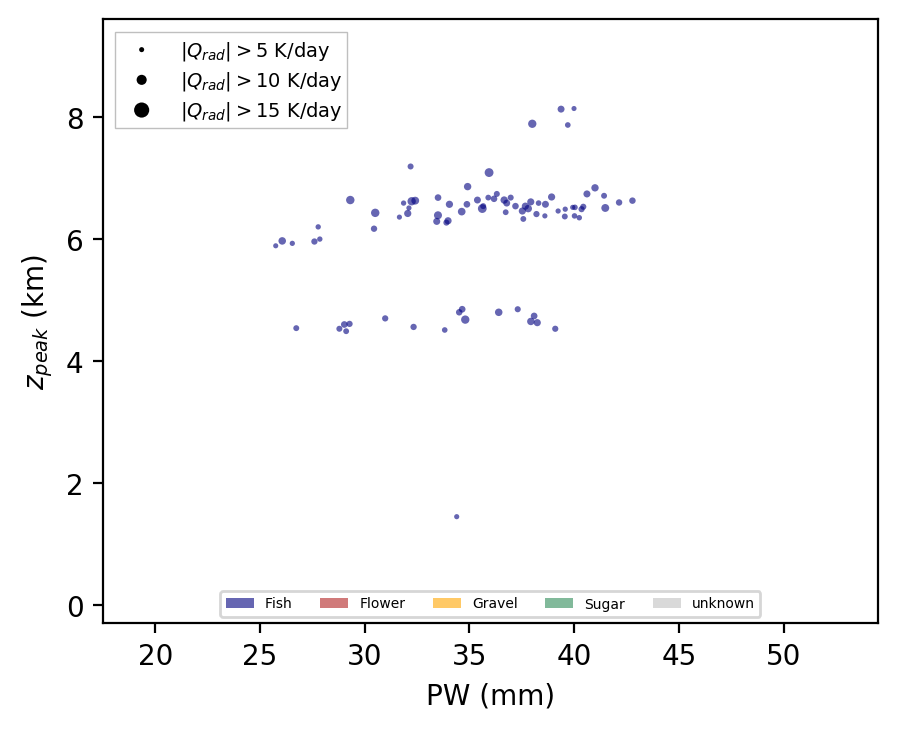 |Q_rad| > 5 K/day
|Q_rad| > 10 K/day
|Q_rad| > 15 K/day
8
6
4
2
0
z_peak (km)
Fish Flower Gravel Sugar unknown
20 25 30 35 40 45 50
PW (mm)